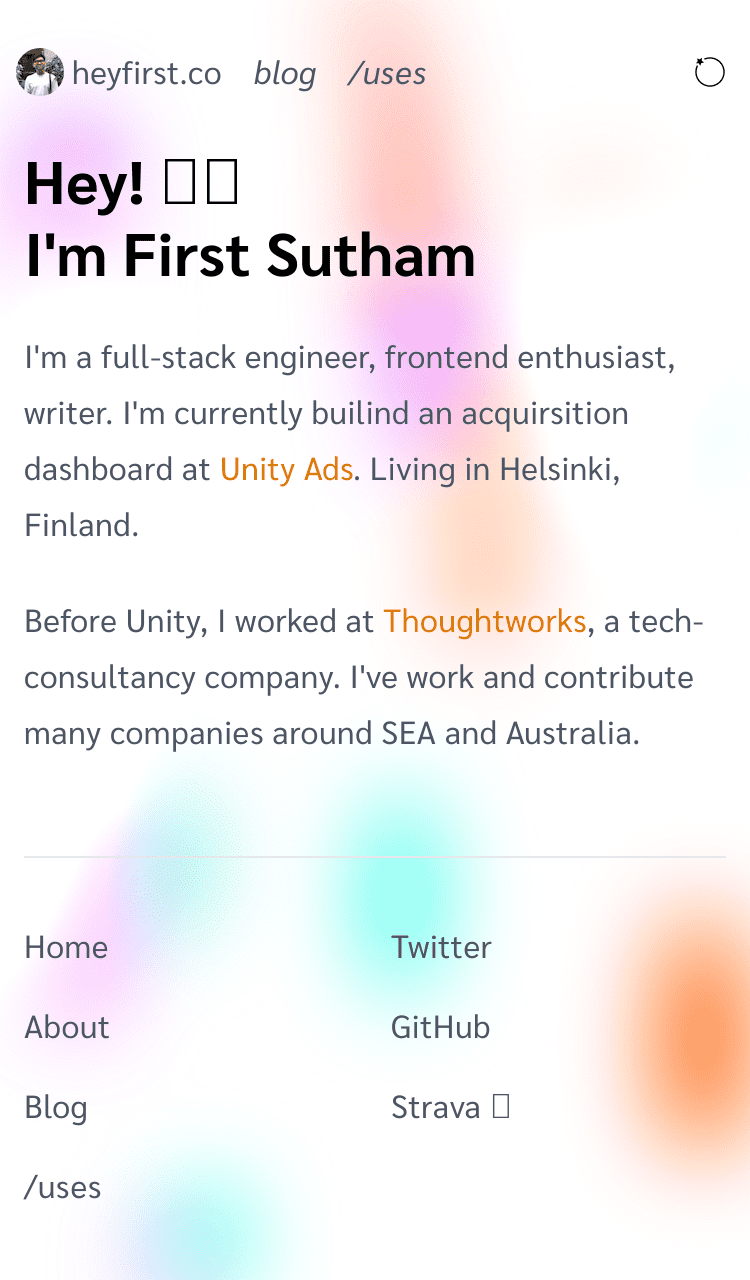 heyfirst.co blog /uses
Hey!
I'm First Sutham
I'm a full-stack engineer, frontend enthusiast,
writer. I'm currently builind an acquirsition
dashboard at Unity Ads. Living in Helsinki,
Finland.
Before Unity, I worked at Thoughtworks, a tech-
consultancy company. I've work and contribute
many companies around SEA and Australia.
Home
About
Blog
/uses
Twitter
GitHub
Strava